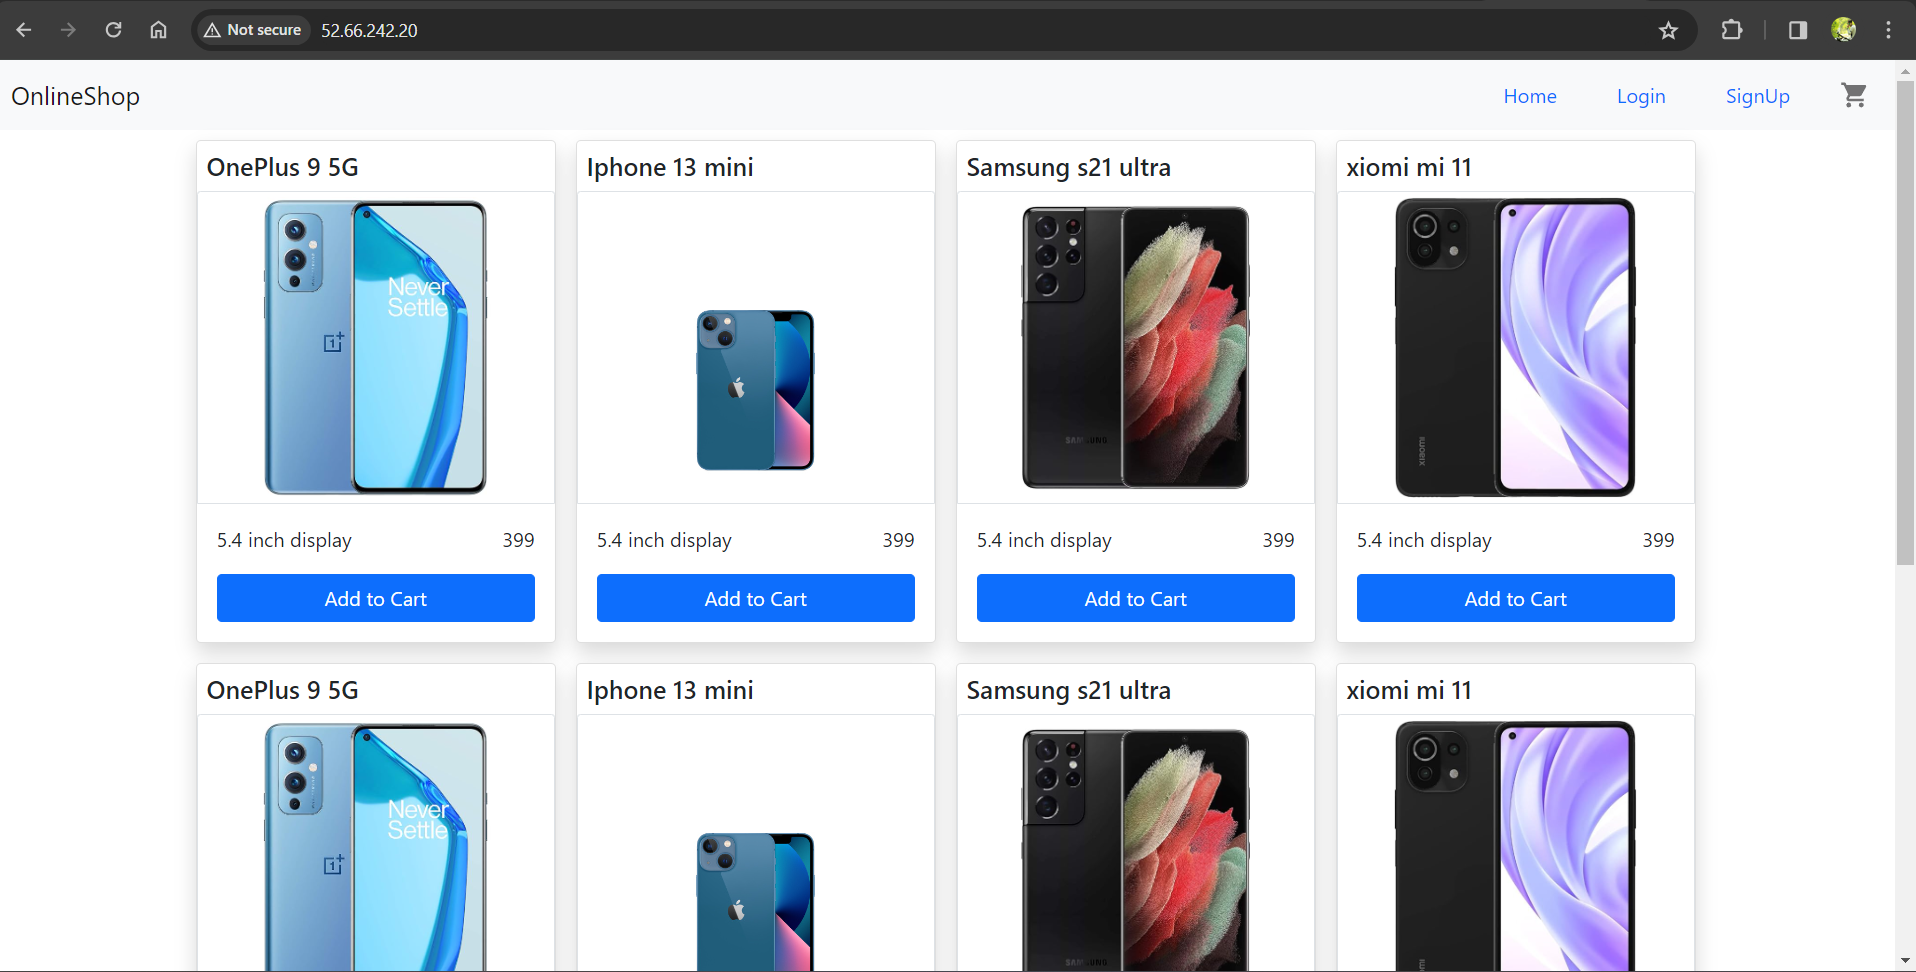 Not secure 52.66.242.20
OnlineShop Home Login SignUp
OnePlus 9 5G Iphone 13 mini Samsung s21 ultra xiomi mi 11
Never
Settle
SAMSUNG
xiaomi
5.4 inch display 399 5.4 inch display 399 5.4 inch display 399 5.4 inch display 399
Add to Cart Add to Cart Add to Cart Add to Cart
OnePlus 9 5G Iphone 13 mini Samsung s21 ultra xiomi mi 11
Never
Settle
SAMSUNG